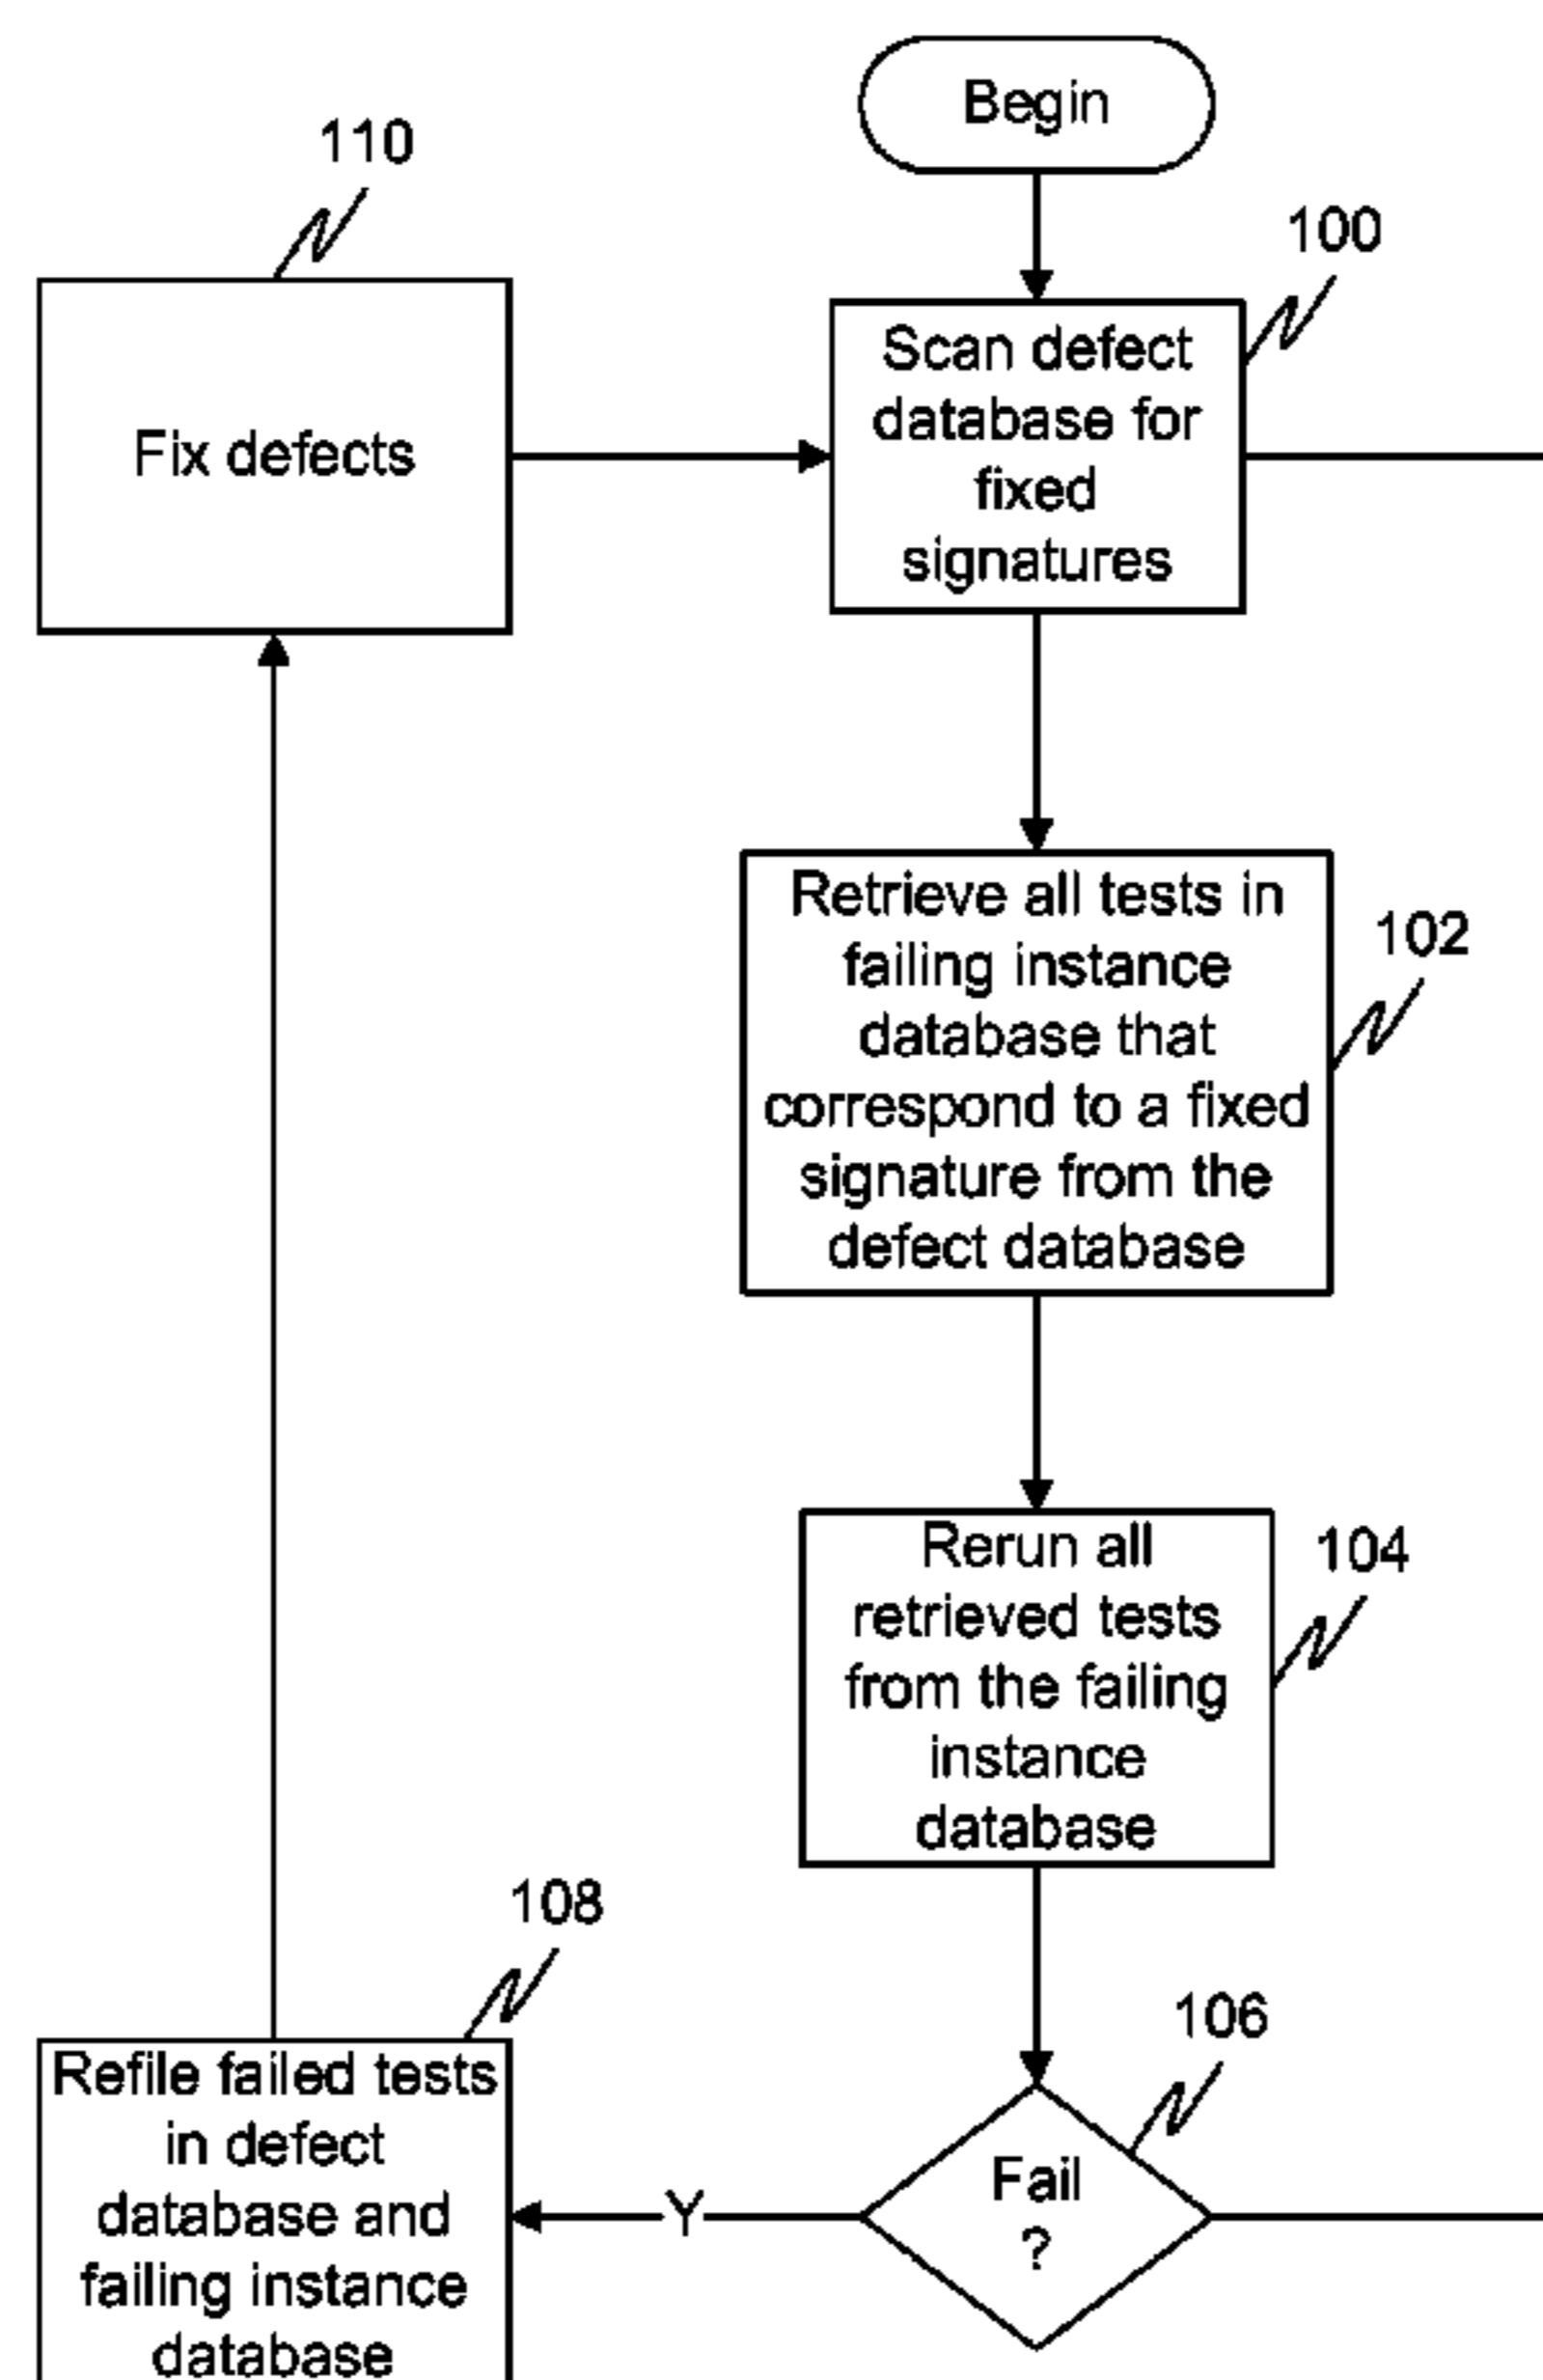 Begin
110
100
Fix defects
Scan defect
database for
fixed
signatures
102
Retrieve all tests in
failing instance
database that
correspond to a fixed
signature from the
defect database
104
Rerun all
retrieved tests
from the failing
instance
database
108
106
Refile failed tests
in defect
database and
failing instance
database
Y
Fail
?